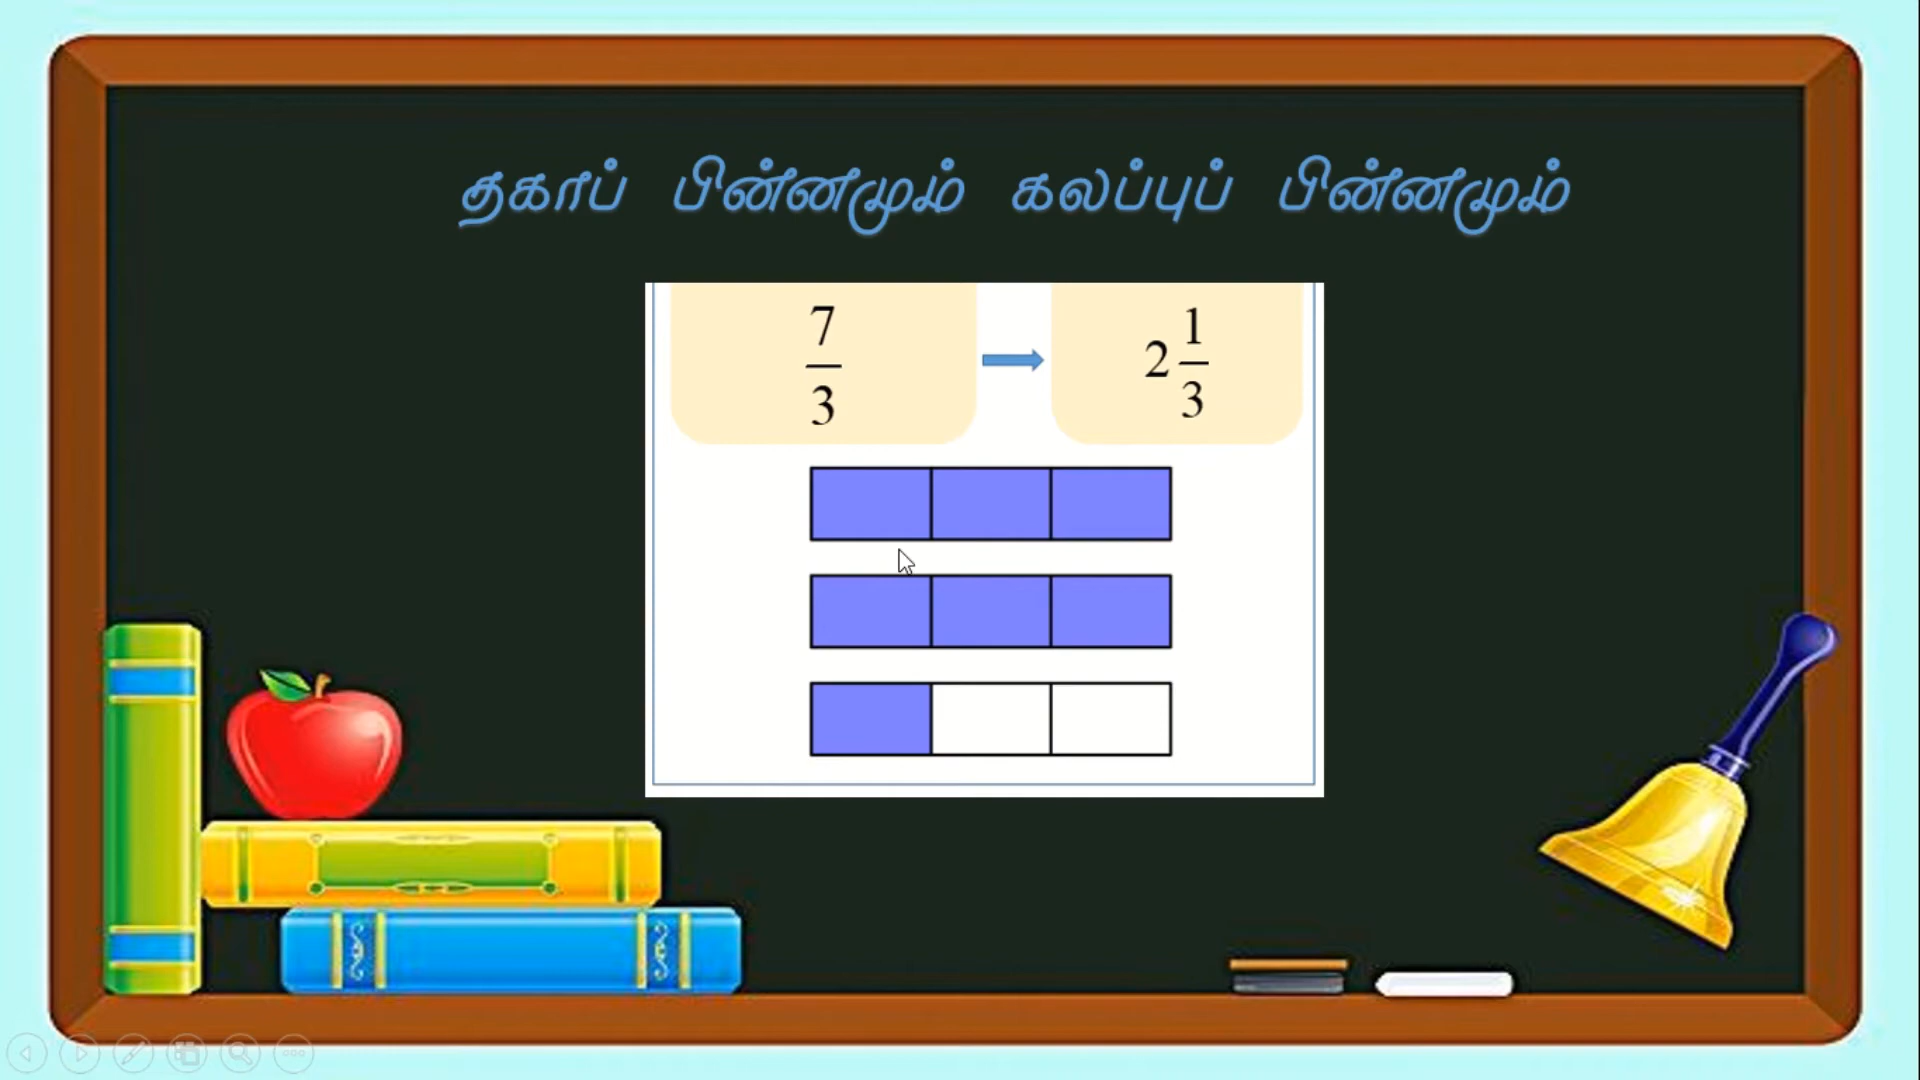 தகாப் பின்னமும் கலப்புப் பின்னமும்
7/3 → 2 1/3